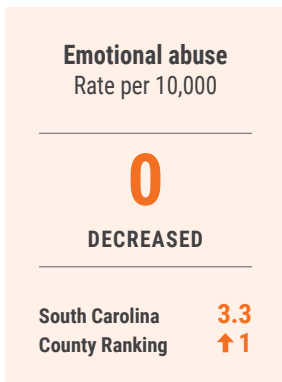 Emotional abuse
Rate per 10,000
0
DECREASED
South Carolina 3.3
County Ranking ↑ 1